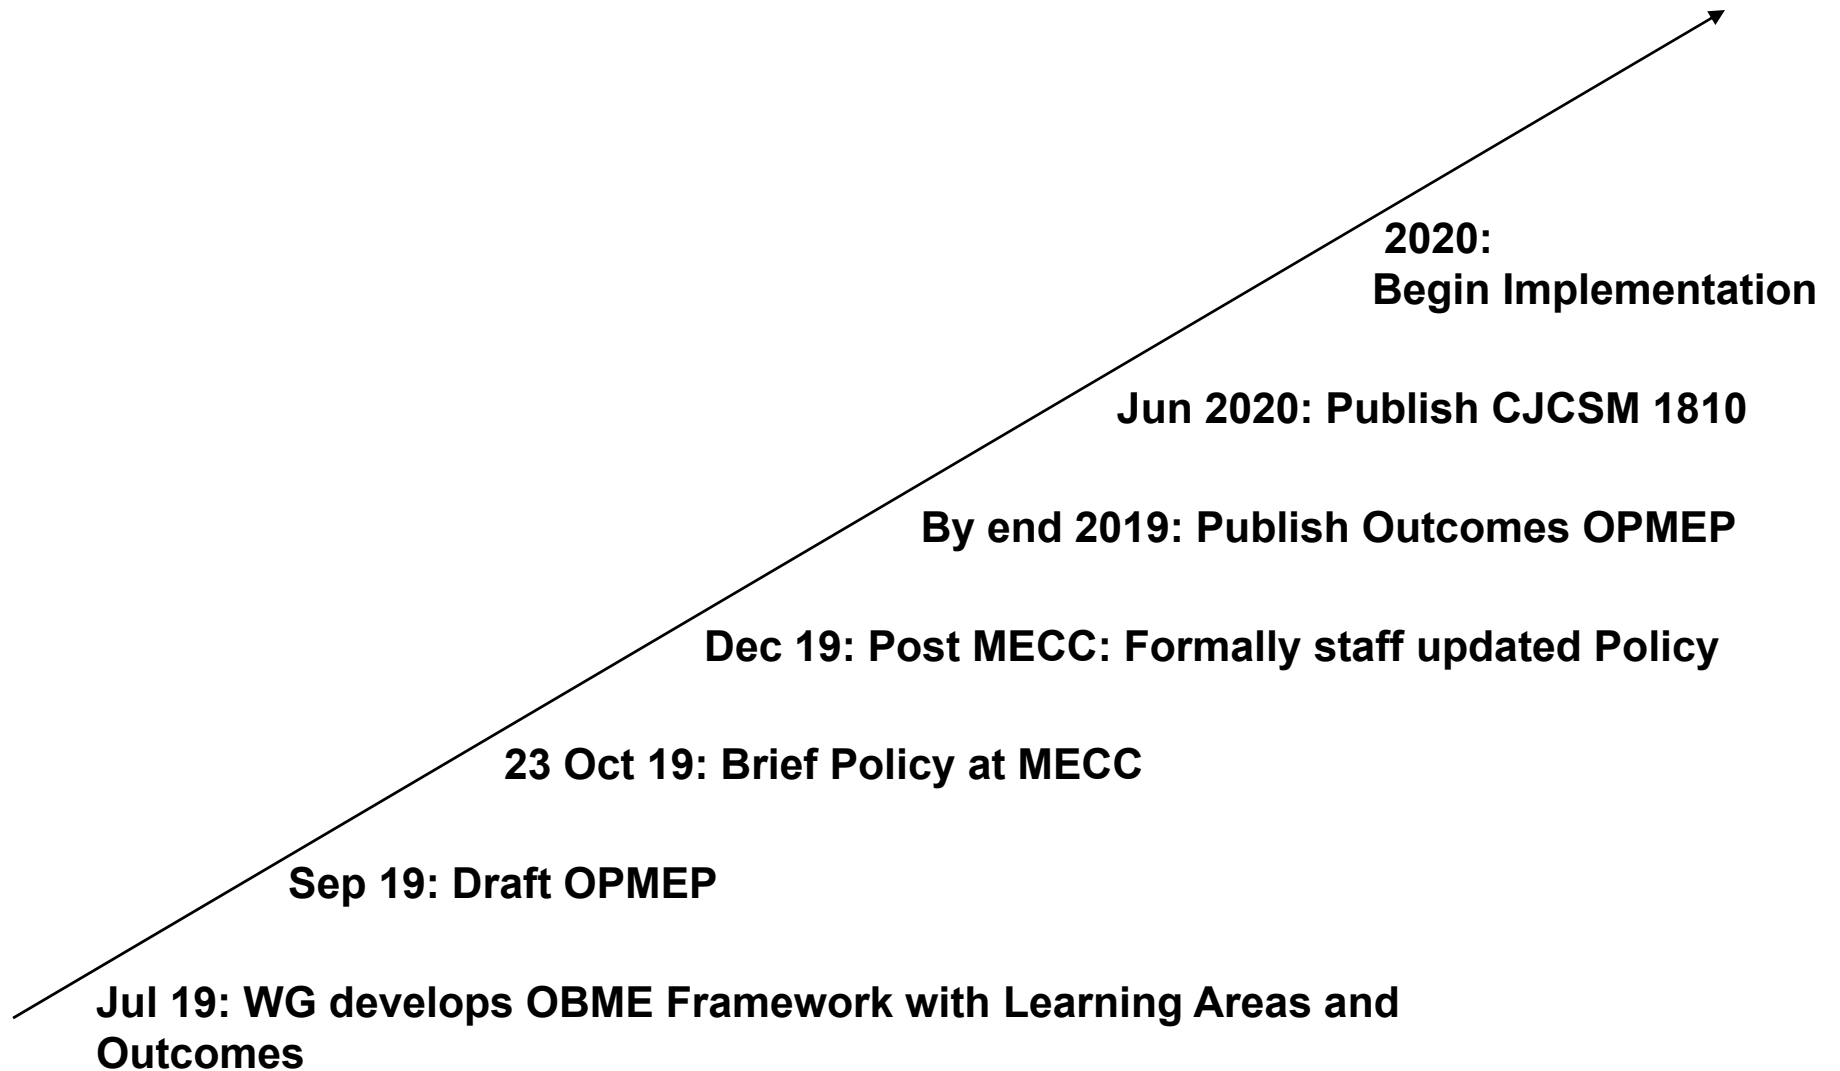 2020:
Begin Implementation
Jun 2020: Publish CJCSM 1810
By end 2019: Publish Outcomes OPMEP
Dec 19: Post MECC: Formally staff updated Policy
23 Oct 19: Brief Policy at MECC
Sep 19: Draft OPMEP
Jul 19: WG develops OBME Framework with Learning Areas and
Outcomes